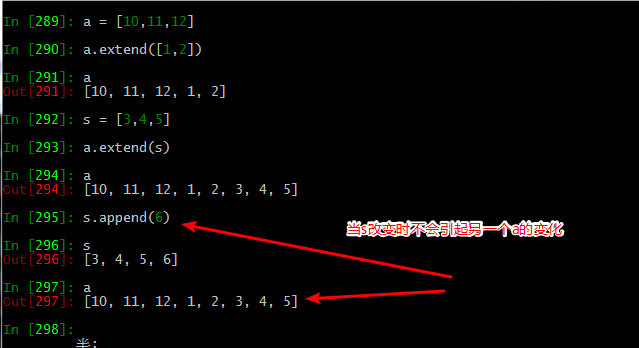 In [289]: a = [10,11,12]
In [290]: a.extend([1,2])
In [291]: a
Out[291]: [10, 11, 12, 1, 2]
In [292]: s = [3,4,5]
In [293]: a.extend(s)
In [294]: a
Out[294]: [10, 11, 12, 1, 2, 3, 4, 5]
In [295]: s.append(6)
当s改变时不会引起另一个a的变化
In [296]: s
Out[296]: [3, 4, 5, 6]
In [297]: a
Out[297]: [10, 11, 12, 1, 2, 3, 4, 5]
In [298]:
半: